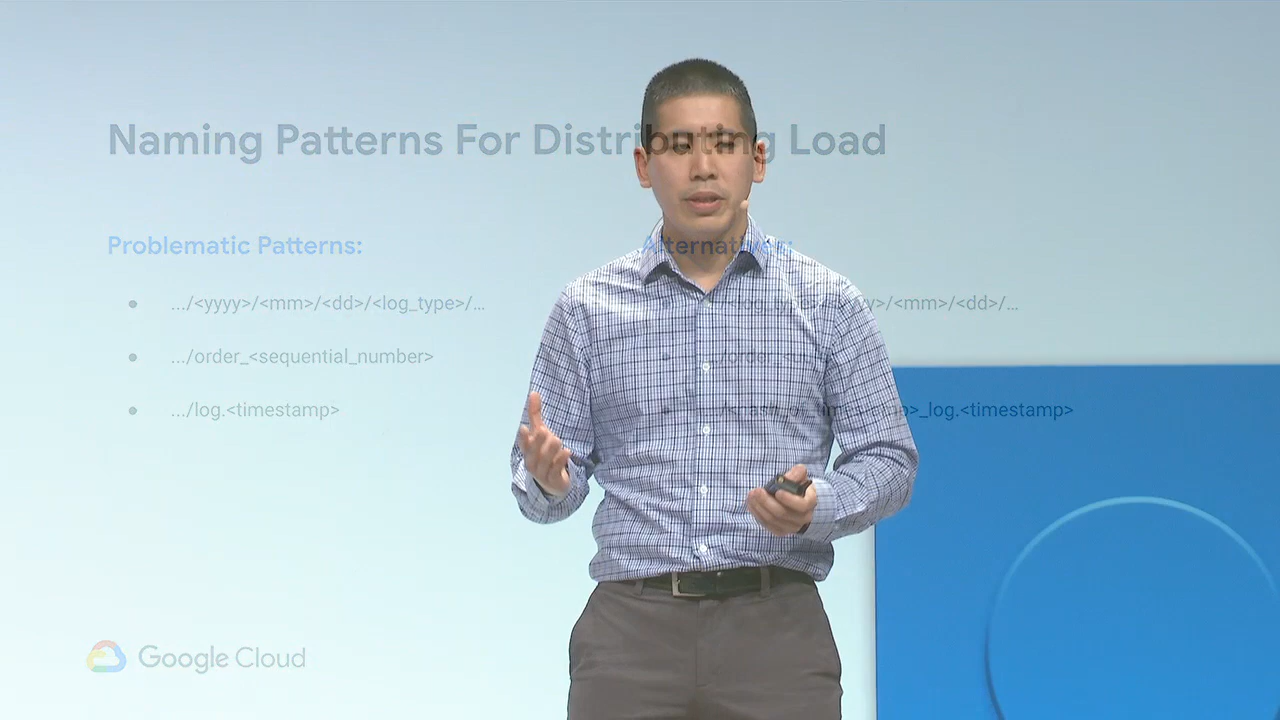 Naming Patterns For Distributing Load
Problematic Patterns:
Alternatives:
.../<yyyy>/<mm>/<dd>/<log_type>/…
/<mm>/<dd>/…
.../order_<sequential_number>
.../log.<timestamp>
_log.<timestamp>
Google Cloud